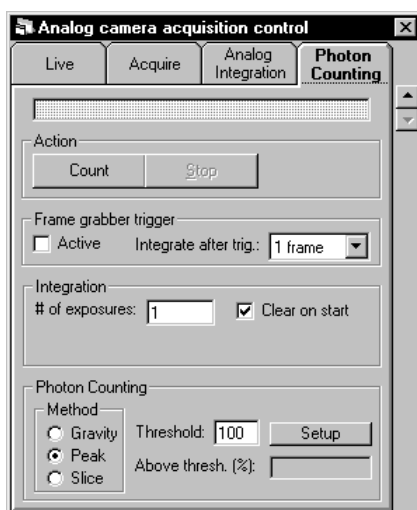 Analog camera acquisition control
Live
Acquire
Analog
Integration
Photon
Counting
Action
Count
Stop
Frame grabber trigger
Active
Integrate after trig.:
1 frame
Integration
# of exposures:
1
Clear on start
Photon Counting
Method
Gravity
Threshold:
100
Setup
Peak
Above thresh. (%):
Slice